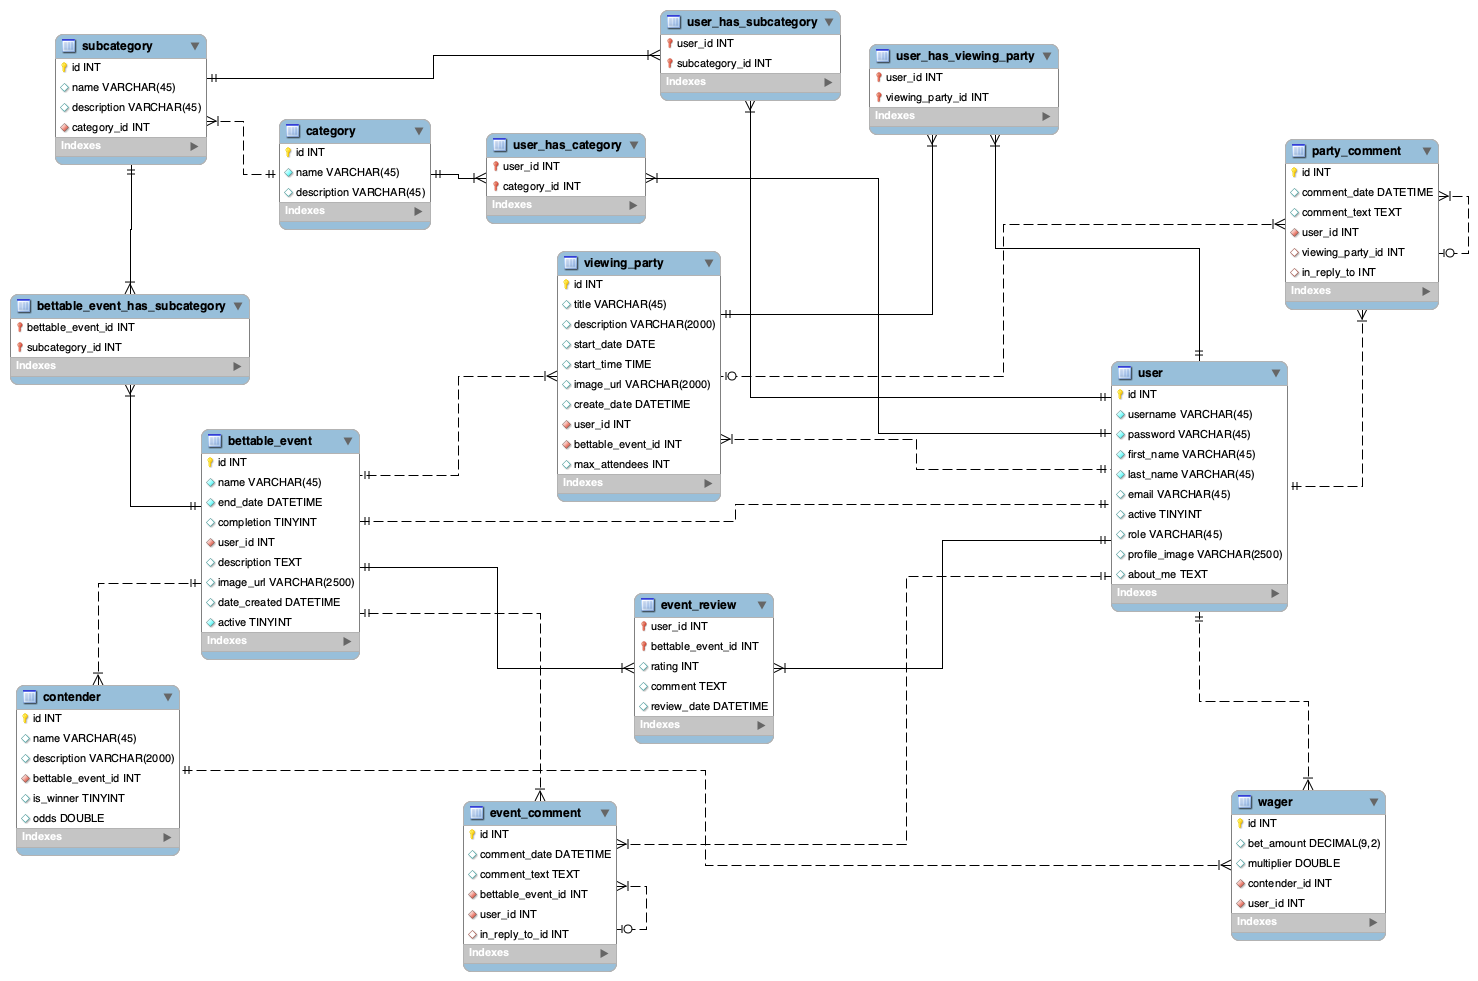 subcategory
id INT
name VARCHAR(45)
description VARCHAR(45)
category_id INT
Indexes
category
id INT
name VARCHAR(45)
description VARCHAR(45)
Indexes
user_has_category
user_id INT
category_id INT
Indexes
user_has_subcategory
user_id INT
subcategory_id INT
Indexes
user_has_viewing_party
user_id INT
viewing_party_id INT
Indexes
party_comment
id INT
comment_date DATETIME
comment_text TEXT
user_id INT
viewing_party_id INT
in_reply_to INT
Indexes
bettable_event_has_subcategory
bettable_event_id INT
subcategory_id INT
Indexes
viewing_party
id INT
title VARCHAR(45)
description VARCHAR(2000)
start_date DATE
start_time TIME
image_url VARCHAR(2000)
create_date DATETIME
user_id INT
bettable_event_id INT
max_attendees INT
Indexes
user
id INT
username VARCHAR(45)
password VARCHAR(45)
first_name VARCHAR(45)
last_name VARCHAR(45)
email VARCHAR(45)
active TINYINT
role VARCHAR(45)
profile_image VARCHAR(2500)
about_me TEXT
Indexes
bettable_event
id INT
name VARCHAR(45)
end_date DATETIME
completion TINYINT
user_id INT
description TEXT
image_url VARCHAR(2500)
date_created DATETIME
active TINYINT
Indexes
event_review
user_id INT
bettable_event_id INT
rating INT
comment TEXT
review_date DATETIME
Indexes
contender
id INT
name VARCHAR(45)
description VARCHAR(2000)
bettable_event_id INT
is_winner TINYINT
odds DOUBLE
Indexes
event_comment
id INT
comment_date DATETIME
comment_text TEXT
bettable_event_id INT
user_id INT
in_reply_to_id INT
Indexes
wager
id INT
bet_amount DECIMAL(9,2)
multiplier DOUBLE
contender_id INT
user_id INT
Indexes